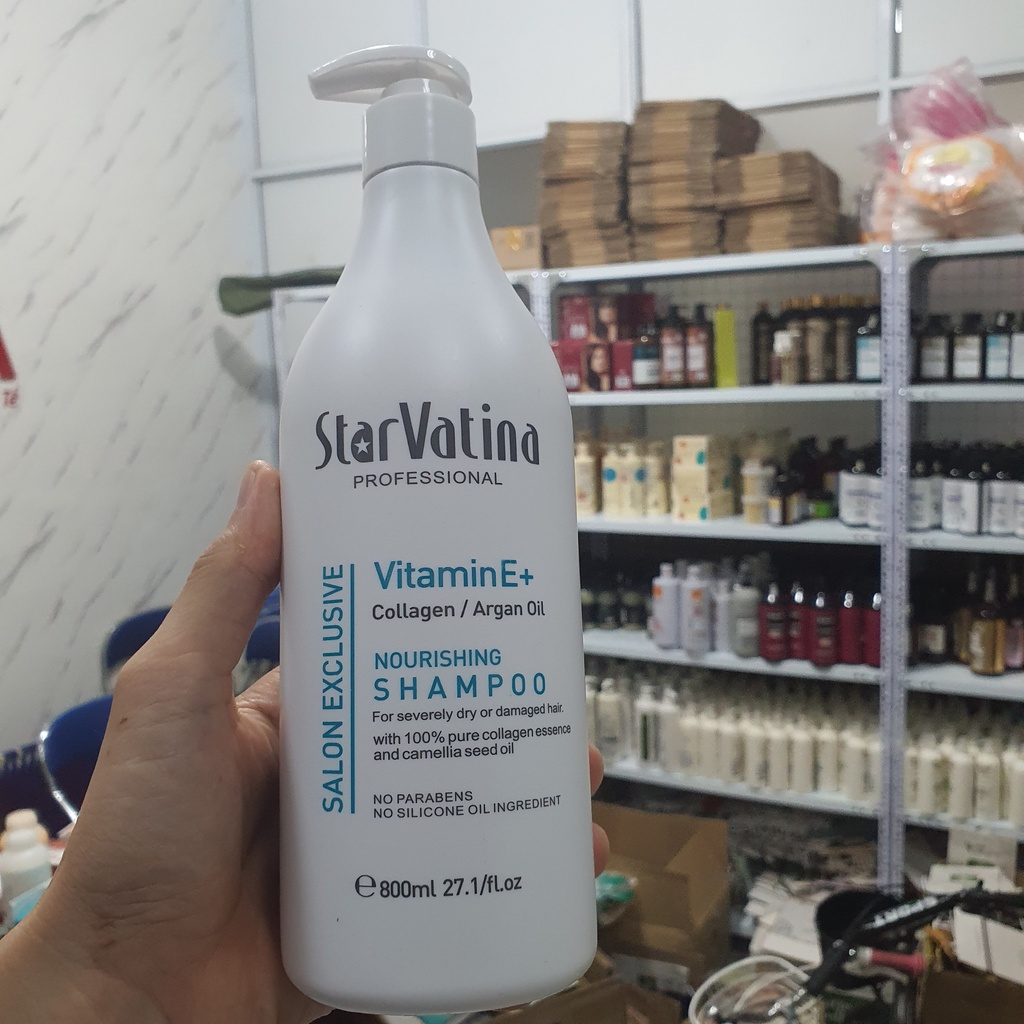 StarVatina
PROFESSIONAL
SALON EXCLUSIVE
VitaminE+
Collagen / Argan Oil
NOURISHING
SHAMPOO
For severely dry or damaged hair.
with 100% pure collagen essence
and camellia seed oil
NO PARABENS
NO SILICONE OIL INGREDIENT
℮800ml 27.1/fl.oz
Tế